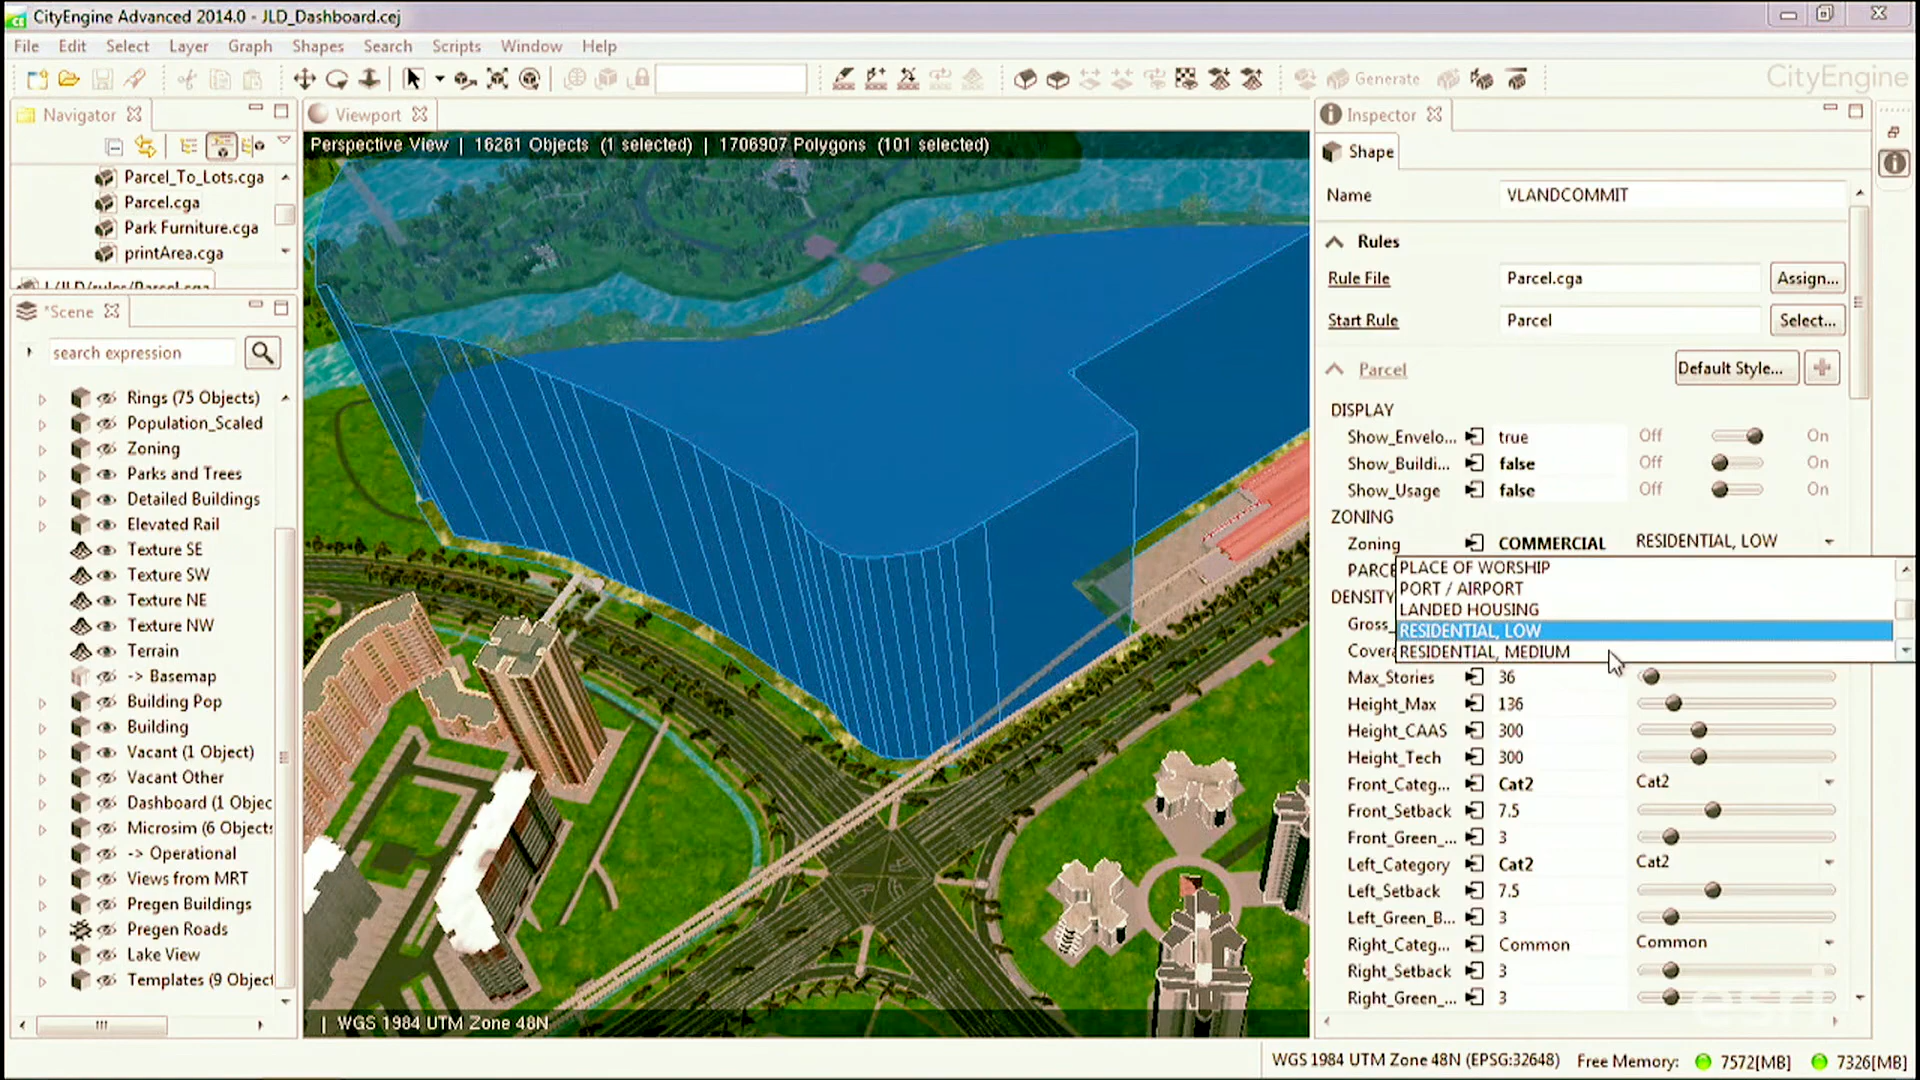 CityEngine Advanced 2014.0 - JLD_Dashboard.cej
File Edit Select Layer Graph Shapes Search Scripts Window Help
Generate
CityEngine
Navigator
Parcel_To_Lots.cga
Parcel.cga
Park Furniture.cga
printArea.cga
*Scene
search expression
Rings (75 Objects)
Population_Scaled
Zoning
Parks and Trees
Detailed Buildings
Elevated Rail
Texture SE
Texture SW
Texture NE
Texture NW
Terrain
-> Basemap
Building Pop
Building
Vacant (1 Object)
Vacant Other
Dashboard (1 Objec
Microsim (6 Objects
-> Operational
Views from MRT
Pregen Buildings
Pregen Roads
Lake View
Templates (9 Object
Viewport
Perspective View | 16261 Objects (1 selected) | 1706907 Polygons (101 selected)
| WGS 1984 UTM Zone 48N
Inspector
Shape
Name VLANDCOMMIT
Rules
Rule File Parcel.cga Assign...
Start Rule Parcel Select...
Parcel Default Style...
DISPLAY
Show_Envelo... true Off On
Show_Buildi... false Off On
Show_Usage false Off On
ZONING
Zoning COMMERCIAL RESIDENTIAL, LOW
PLACE OF WORSHIP
PARCE PORT / AIRPORT
DENSITY LANDED HOUSING
Gross_ RESIDENTIAL, LOW
Covera RESIDENTIAL, MEDIUM
Max_Stories 36
Height_Max 136
Height_CAAS 300
Height_Tech 300
Front_Categ... Cat2 Cat2
Front_Setback 7.5
Front_Green_... 3
Left_Category Cat2 Cat2
Left_Setback 7.5
Left_Green_B... 3
Right_Categ... Common Common
Right_Setback 3
Right_Green_... 3
esri
WGS 1984 UTM Zone 48N (EPSG:32648) Free Memory: 7572[MB] 7326[MB]